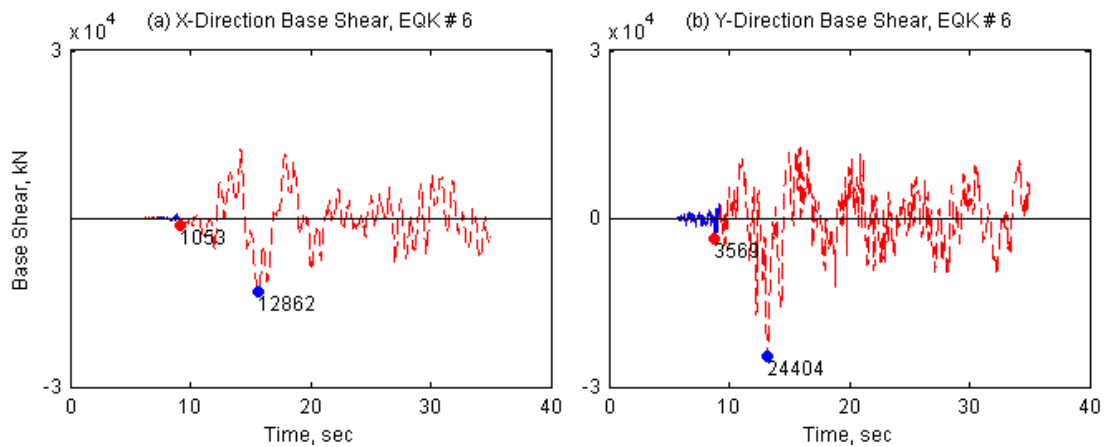 (a) X-Direction Base Shear, EQK # 6
x 10^4
3
1053
12862
-3
0 10 20 30 40
Time, sec
Base Shear, kN
(b) Y-Direction Base Shear, EQK # 6
x 10^4
3
0
3569
24404
-3
0 10 20 30 40
Time, sec